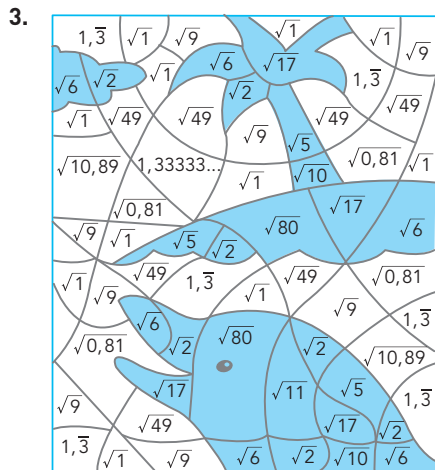 3.
1,3̅ √1 √9 √1 √1 √9
√6 √2 √1 √6 √17 1,3̅
√2 √49
√1 √49 √49 √9 √49
√5
√10,89 1,33333... √1 √10 √0,81 √1
√0,81 √17
√9 √1 √5 √2 √80 √6
√1 √49 1,3̅ √49 √0,81
√9 √1 √9 1,3̅
√6 √80
√0,81 √2 √2 √10,89
√17 √11 √5 1,3̅
√9 √49 √17 √2
1,3̅ √1 √9 √6 √2 √10 √6